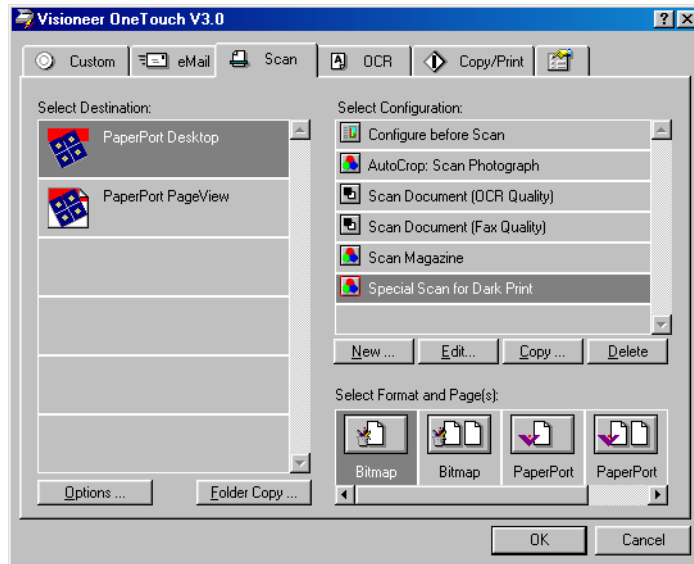 Visioneer OneTouch V3.0
Custom eMail Scan OCR Copy/Print
Select Destination:
PaperPort Desktop
PaperPort PageView
Options ... Folder Copy ...
Select Configuration:
Configure before Scan
AutoCrop: Scan Photograph
Scan Document (OCR Quality)
Scan Document (Fax Quality)
Scan Magazine
Special Scan for Dark Print
New ... Edit... Copy ... Delete
Select Format and Page(s):
Bitmap Bitmap PaperPort PaperPort
OK Cancel